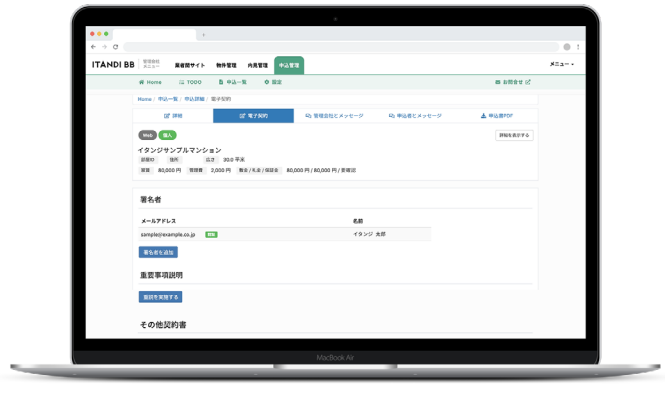 ITANDI BB 管理会社メニュー 業者間サイト 物件管理 内見管理 申込管理 メニュー
Home TODO 申込一覧 設定 お問合せ
Home / 申込一覧 / 申込詳細 / 電子契約
詳細 電子契約 管理会社とメッセージ 申込者とメッセージ 申込書PDF
Web 個人 詳細を表示する
イタンジサンプルマンション
部屋ID 住所 広さ 30.0 平米
賃貸 80,000 円 管理費 2,000 円 敷金 / 礼金 / 保証金 80,000 円 / 80,000 円 / 要確認
署名者
メールアドレス 名前
sample@example.co.jp イタンジ 太郎
署名者を追加
重要事項説明
重説を実施する
その他契約書
MacBook Air